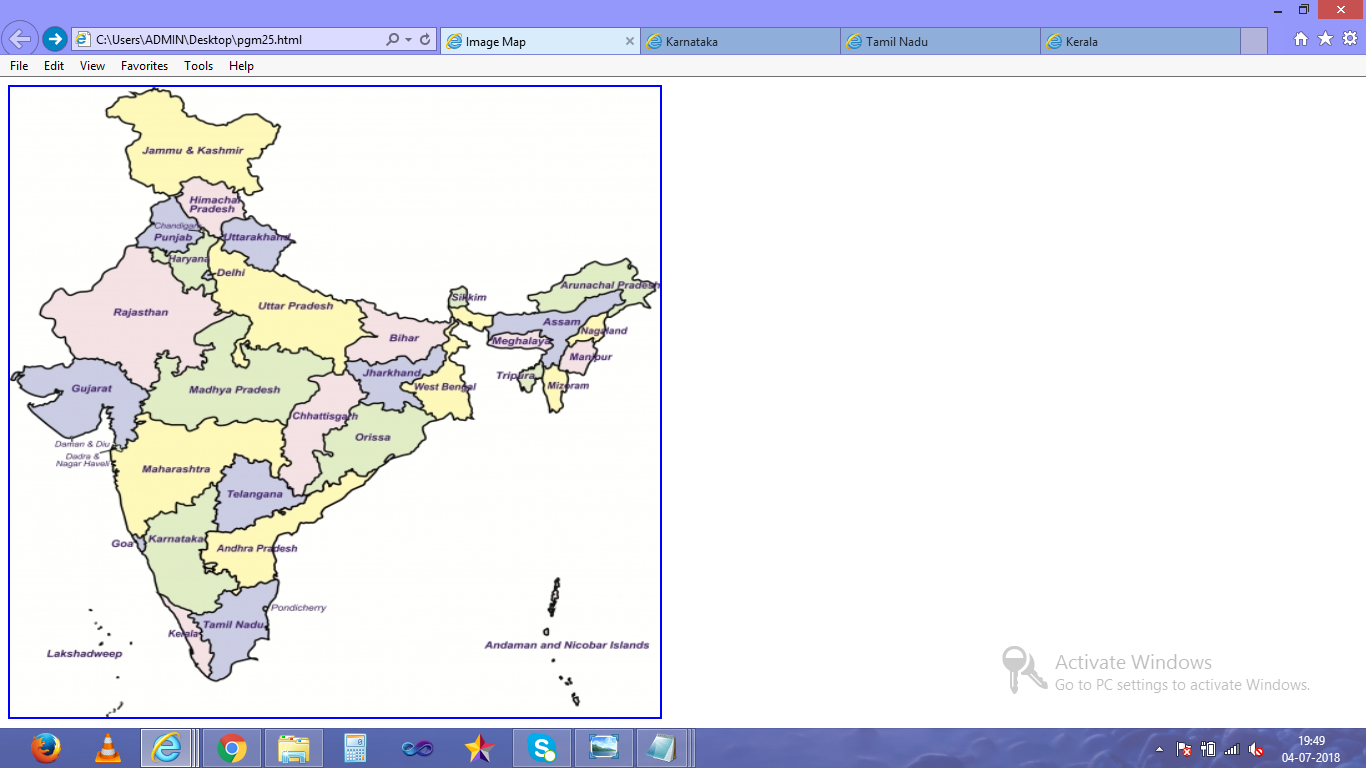 C:\Users\ADMIN\Desktop\pgm25.html
Image Map
Karnataka
Tamil Nadu
Kerala
File Edit View Favorites Tools Help
Jammu & Kashmir
Himachal
Pradesh
Chandigarh
Punjab
Uttarakhand
Haryana
Delhi
Arunachal Pradesh
Sikkim
Uttar Pradesh
Rajasthan
Assam
Nagaland
Bihar
Meghalaya
Manipur
Jharkhand
Tripura
Mizoram
West Bengal
Gujarat
Madhya Pradesh
Chhattisgarh
Orissa
Daman & Diu
Dadra &
Nagar Haveli
Maharashtra
Telangana
Goa
Karnataka
Andhra Pradesh
Pondicherry
Tamil Nadu
Kerala
Andaman and Nicobar Islands
Lakshadweep
Activate Windows
Go to PC settings to activate Windows.
19:49
04-07-2018